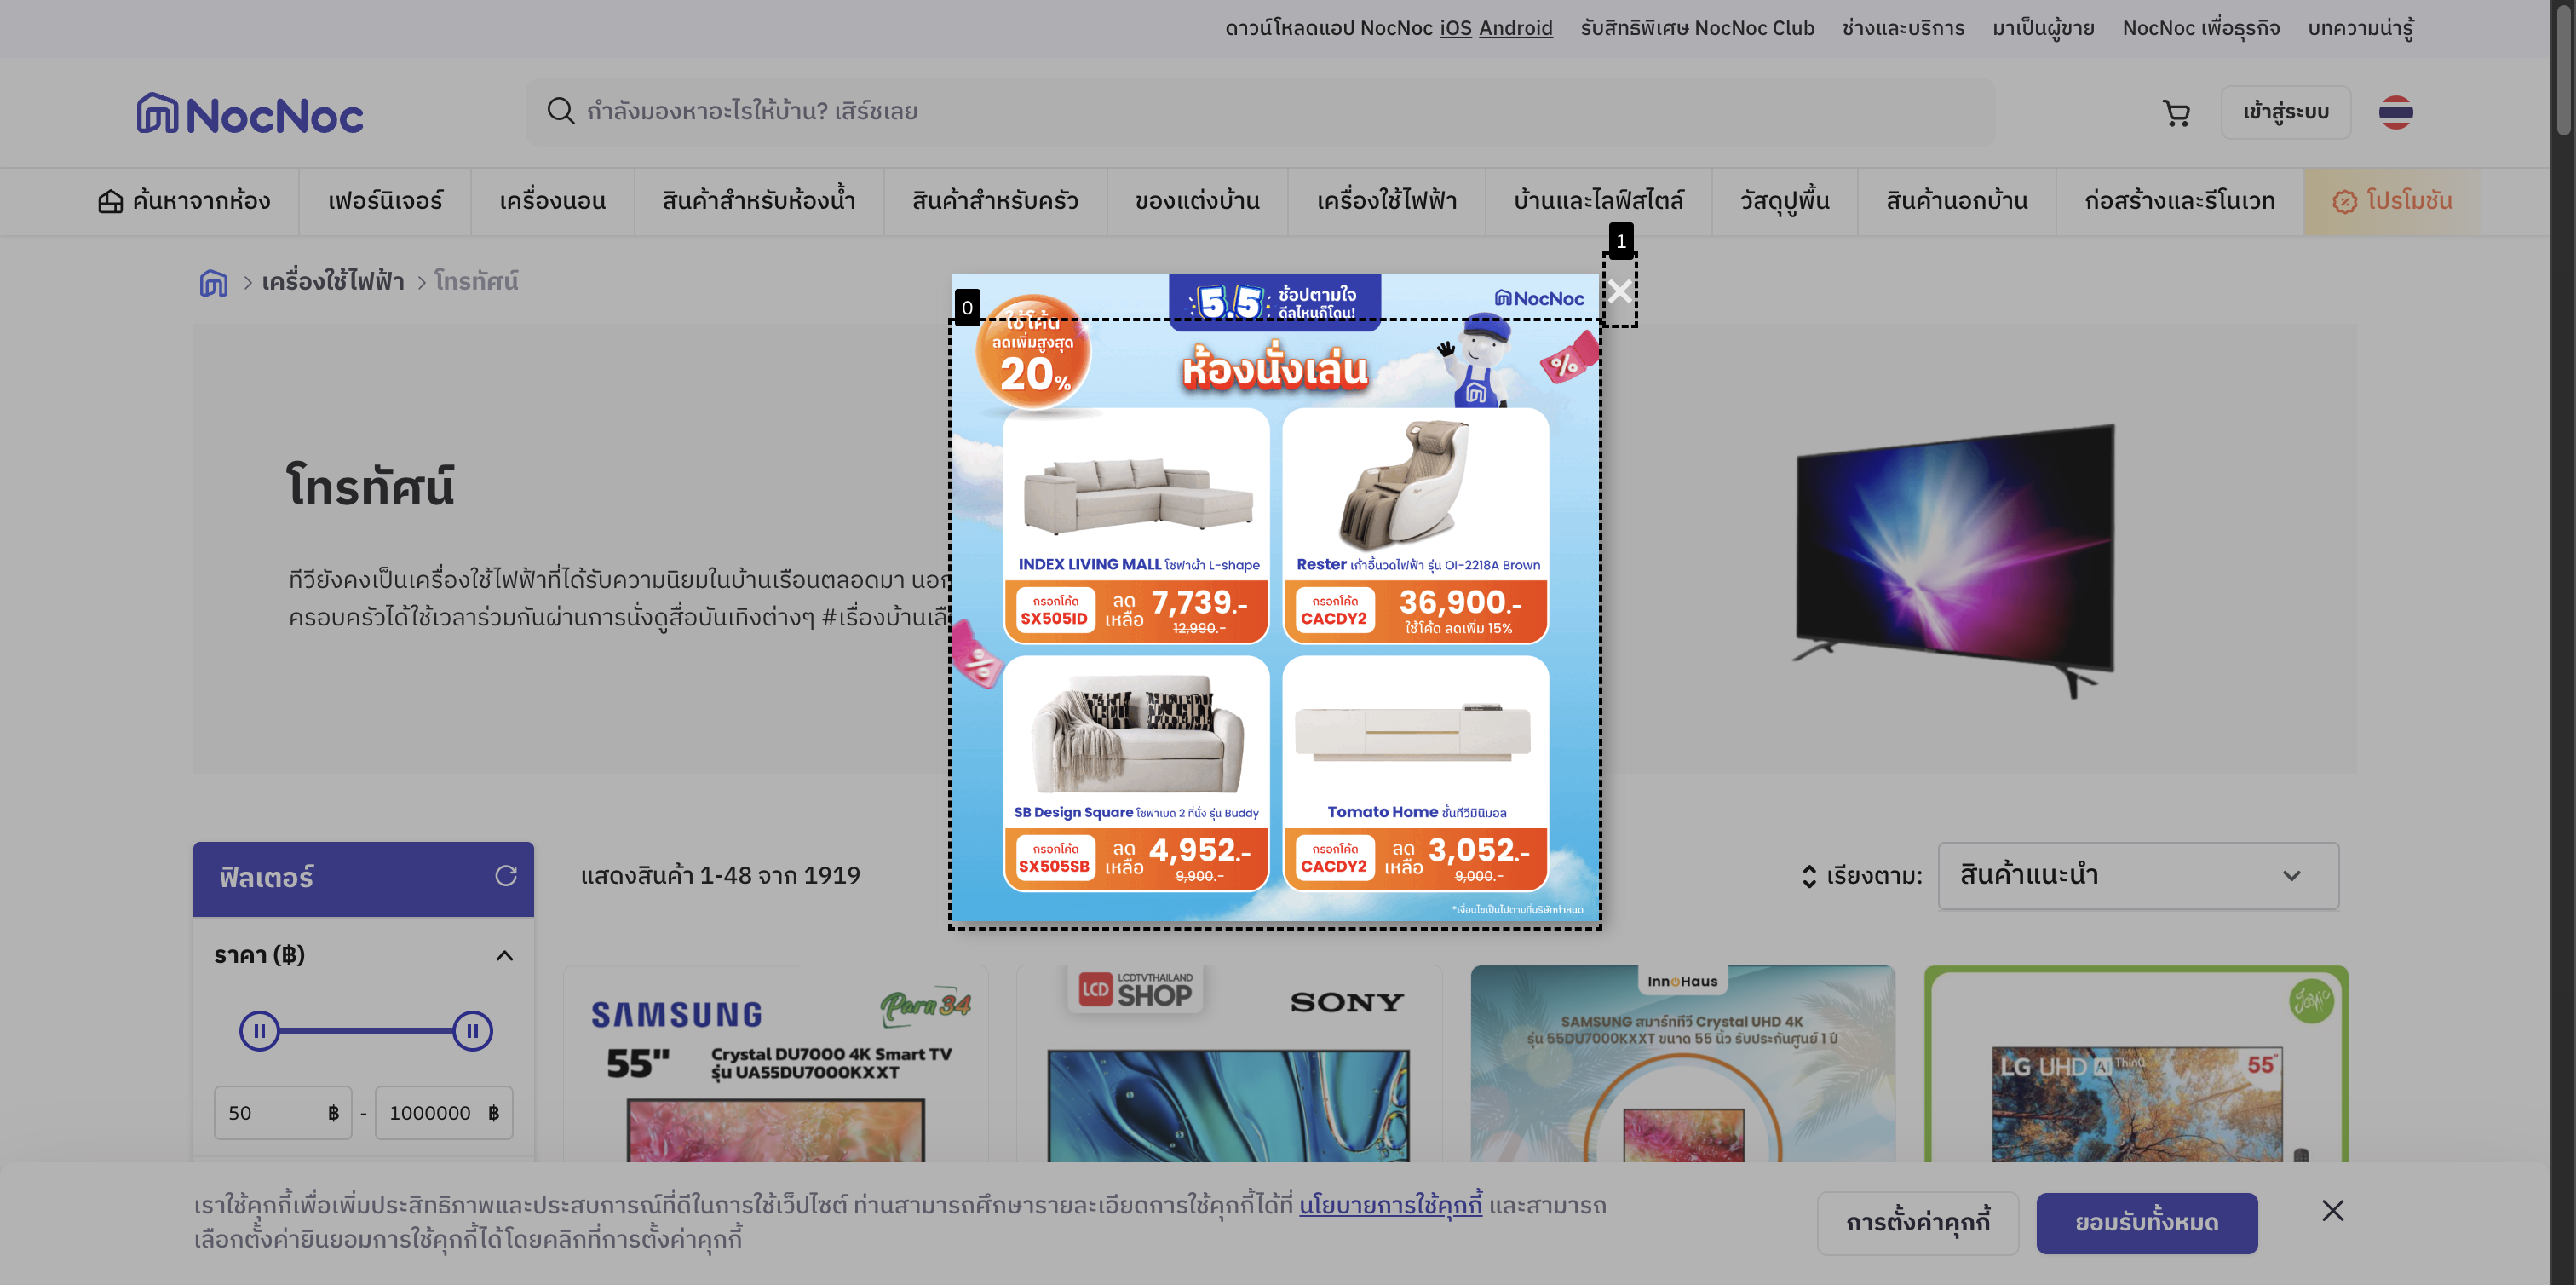 ดาวน์โหลดแอป NocNoc iOS Android รับสิทธิพิเศษ NocNoc Club ช่างและบริการ มาเป็นผู้ขาย NocNoc เพื่อธุรกิจ บทความน่ารู้
NocNoc กำลังมองหาอะไรให้บ้าน? เสิร์ชเลย เข้าสู่ระบบ
ค้นหาจากห้อง เฟอร์นิเจอร์ เครื่องนอน สินค้าสำหรับห้องน้ำ สินค้าสำหรับครัว ของแต่งบ้าน เครื่องใช้ไฟฟ้า บ้านและไลฟ์สไตล์ วัสดุปูพื้น สินค้านอกบ้าน ก่อสร้างและรีโนเวท โปรโมชัน
1
เครื่องใช้ไฟฟ้า โทรทัศน์
0
5.5 ช้อปตามใจ
ดีลไหนก็โดน!
NocNoc
ใช้โค้ด
ลดเพิ่มสูงสุด
20%
ห้องนั่งเล่น
%
โทรทัศน์
ทีวียังคงเป็นเครื่องใช้ไฟฟ้าที่ได้รับความนิยมในบ้านเรือนตลอดมา
ครอบครัวได้ใช้เวลาร่วมกันผ่านการนั่งดูสื่อบันเทิงต่างๆ
INDEX LIVING MALL โซฟาผ้า L-shape
กรอกโค้ด
SX505ID
ลด
เหลือ
7,739.-
12,990.-
Rester เก้าอี้นวดไฟฟ้า รุ่น OI-2218A Brown
กรอกโค้ด
CACDY2
36,900.-
ใช้โค้ด ลดเพิ่ม 15%
%
SB Design Square โซฟาเบด 2 ที่นั่ง รุ่น Buddy
กรอกโค้ด
SX505SB
ลด
เหลือ
4,952.-
9,900.-
Tomato Home ชั้นทีวีมินิมอล
กรอกโค้ด
CACDY2
ลด
เหลือ
3,052.-
9,000.-
*เงื่อนไขเป็นไปตามที่บริษัทกำหนด
ฟิลเตอร์
แสดงสินค้า 1-48 จาก 1919
เรียงตาม: สินค้าแนะนำ
ราคา (฿)
50 ฿ - 1000000 ฿
SAMSUNG Parn34
55" Crystal DU7000 4K Smart TV
รุ่น UA55DU7000KXXT
LCD LCDTVTHAILAND
SHOP
SONY
InnoHaus
SAMSUNG สมาร์ททีวี Crystal UHD 4K
รุ่น 55DU7000KXXT ขนาด 55 นิ้ว รับประกันศูนย์ 1 ปี
LG UHD AI ThinQ 55"
เราใช้คุกกี้เพื่อเพิ่มประสิทธิภาพและประสบการณ์ที่ดีในการใช้เว็บไซต์ ท่านสามารถศึกษารายละเอียดการใช้คุกกี้ได้ที่ นโยบายการใช้คุกกี้ และสามารถ
เลือกตั้งค่ายินยอมการใช้คุกกี้ได้โดยคลิกที่การตั้งค่าคุกกี้
การตั้งค่าคุกกี้
ยอมรับทั้งหมด